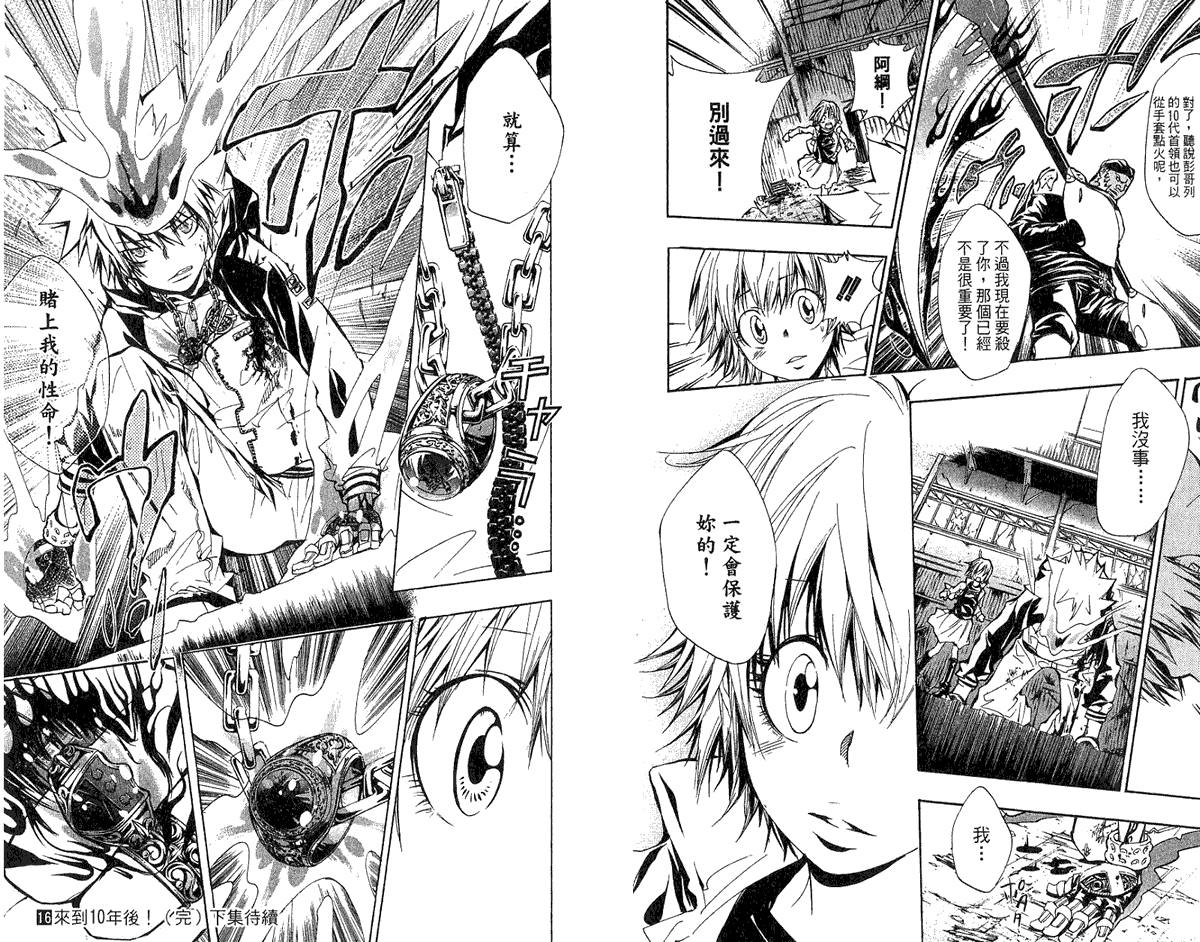 對了，聽說彭哥列
的10代首領也可以
從手套點火呢，
不過我現在要殺
了你，那個已經
不是很重要了！
阿綱！
別過來！
!!
我沒事……
我…
一定會保護
妳的！
就算…
チャラ
賭上我的性命！
16來到10年後！（完）下集待續